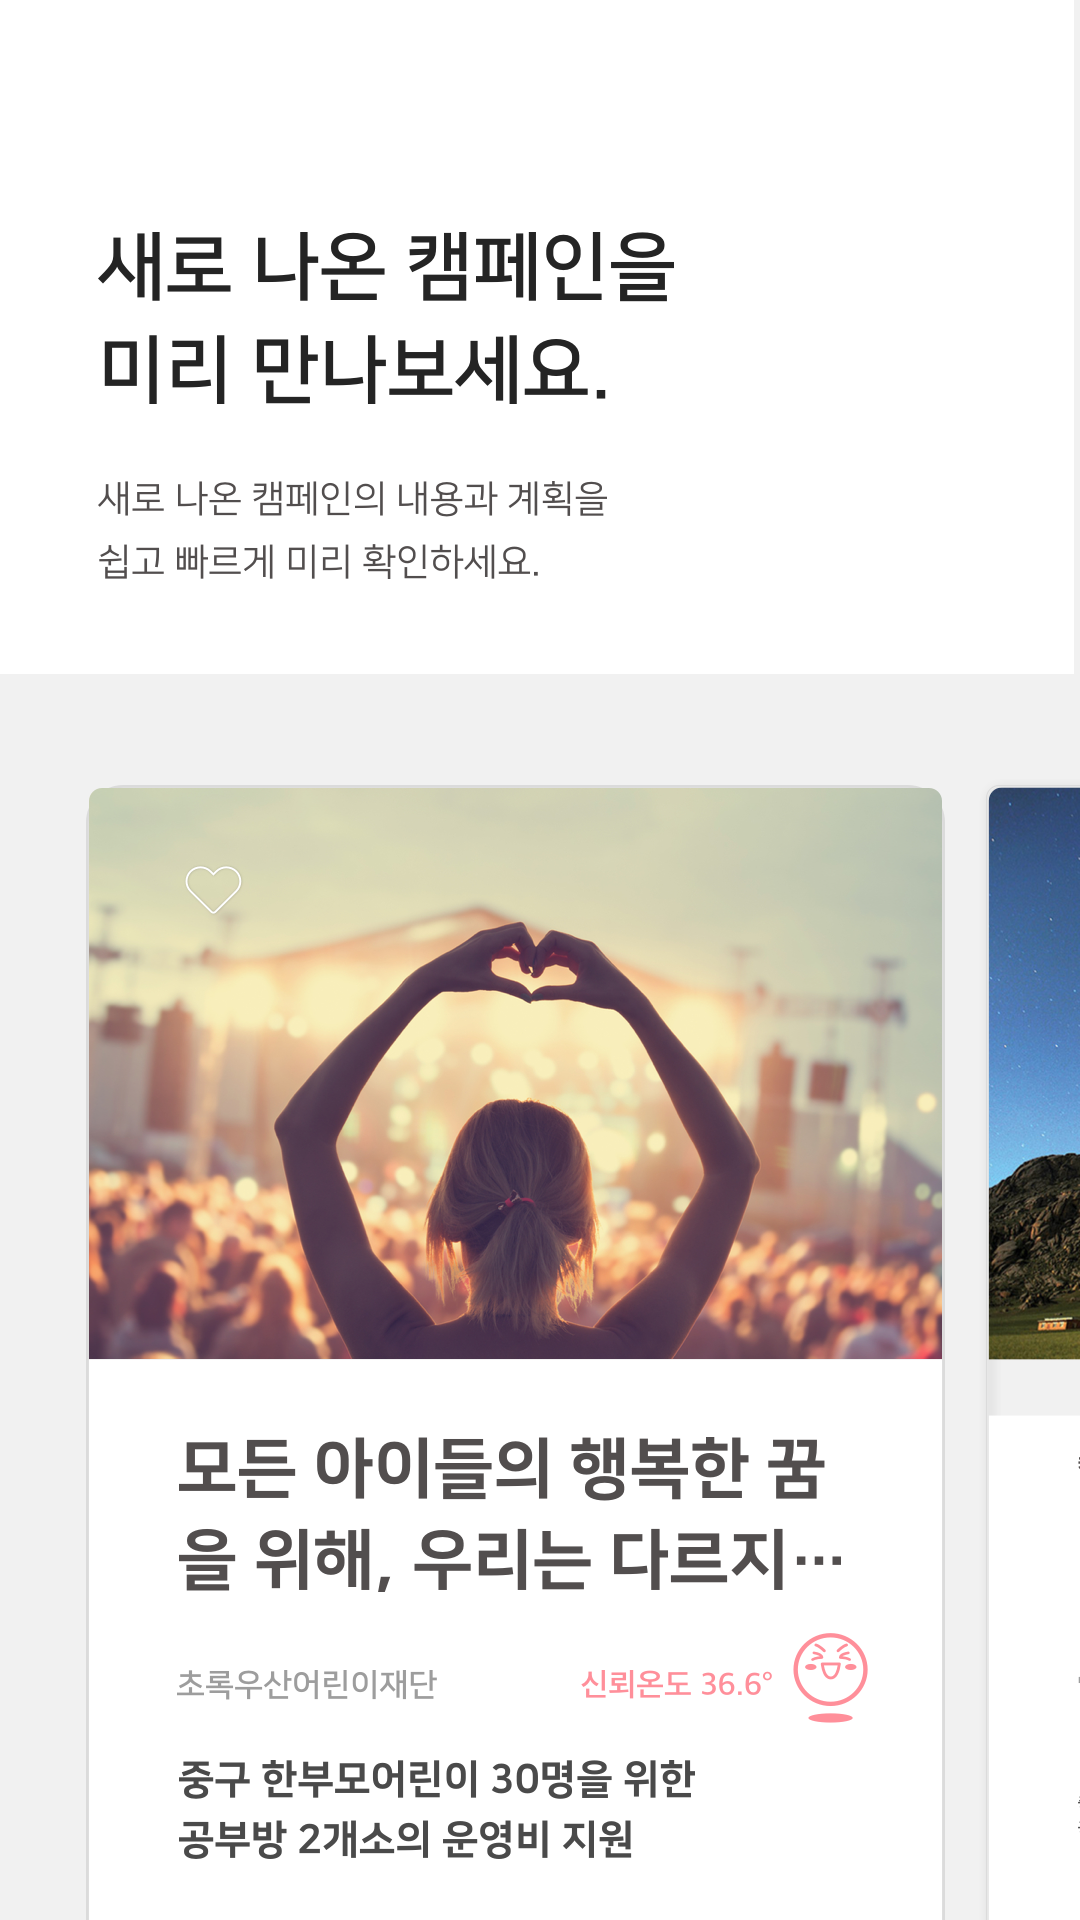 새로 나온 캠페인을
미리 만나보세요.
새로 나온 캠페인의 내용과 계획을
쉽고 빠르게 미리 확인하세요.
모든 아이들의 행복한 꿈
을 위해, 우리는 다르지…
초록우산어린이재단
신뢰온도 36.6°
중구 한부모어린이 30명을 위한
공부방 2개소의 운영비 지원